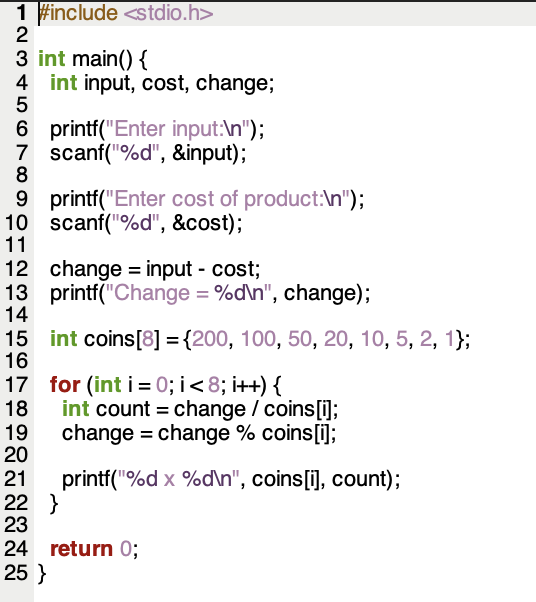 1 #include <stdio.h>
2
3 int main() {
4 int input, cost, change;
5
6 printf("Enter input:\n");
7 scanf("%d", &input);
8
9 printf("Enter cost of product:\n");
10 scanf("%d", &cost);
11
12 change = input - cost;
13 printf("Change = %d\n", change);
14
15 int coins[8] = {200, 100, 50, 20, 10, 5, 2, 1};
16
17 for (int i = 0; i < 8; i++) {
18 int count = change / coins[i];
19 change = change % coins[i];
20
21 printf("%d x %d\n", coins[i], count);
22 }
23
24 return 0;
25 }